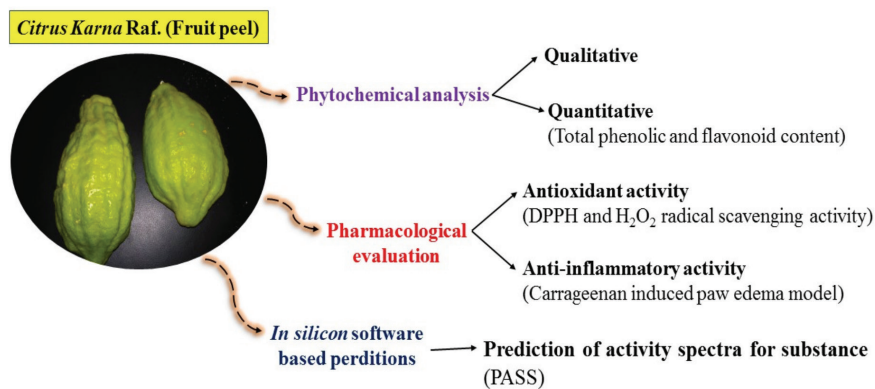 Citrus Karna Raf. (Fruit peel)
Phytochemical analysis
Qualitative
Quantitative
(Total phenolic and flavonoid content)
Pharmacological
evaluation
Antioxidant activity
(DPPH and H₂O₂ radical scavenging activity)
Anti-inflammatory activity
(Carrageenan induced paw edema model)
In silicon software
based perditions
Prediction of activity spectra for substance
(PASS)